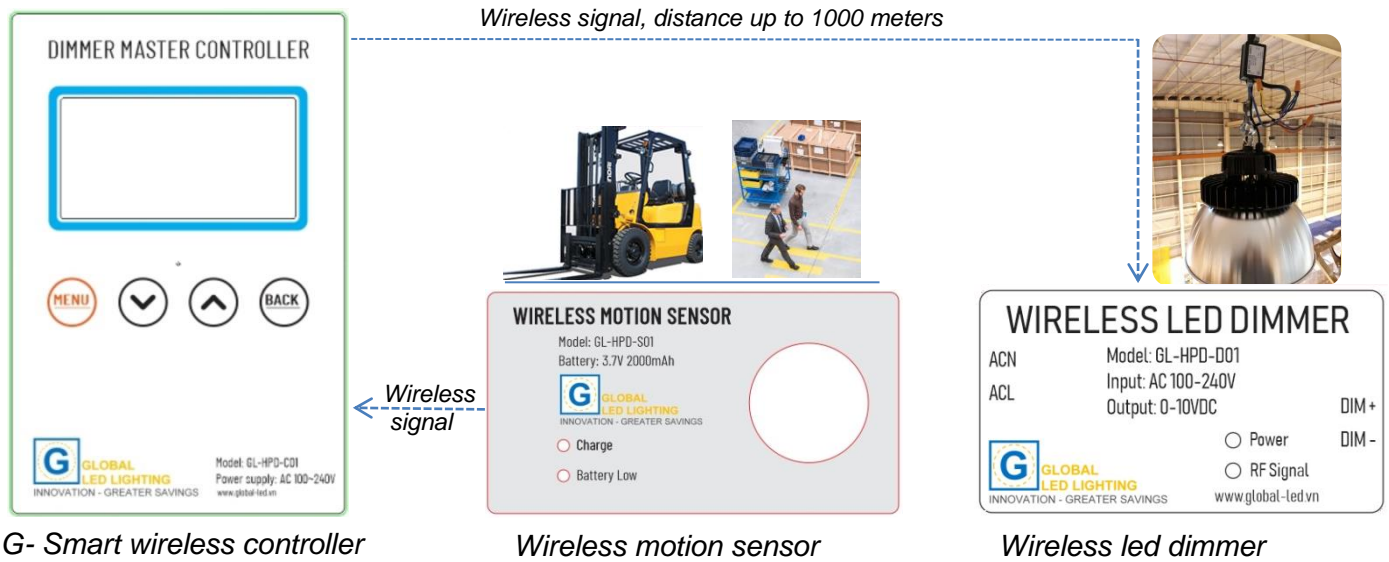 Wireless signal, distance up to 1000 meters
DIMMER MASTER CONTROLLER
MENU
BACK
G
GLOBAL
LED LIGHTING
INNOVATION - GREATER SAVINGS
Model: GL-HPD-C01
Power supply: AC 100~240V
www.global-led.vn
G- Smart wireless controller
Wireless
signal
WIRELESS MOTION SENSOR
Model: GL-HPD-S01
Battery: 3.7V 2000mAh
G
GLOBAL
LED LIGHTING
INNOVATION - GREATER SAVINGS
Charge
Battery Low
Wireless motion sensor
WIRELESS LED DIMMER
ACN
ACL
Model: GL-HPD-D01
Input: AC 100-240V
Output: 0-10VDC
DIM +
DIM -
Power
RF Signal
G
GLOBAL
LED LIGHTING
INNOVATION - GREATER SAVINGS
www.global-led.vn
Wireless led dimmer